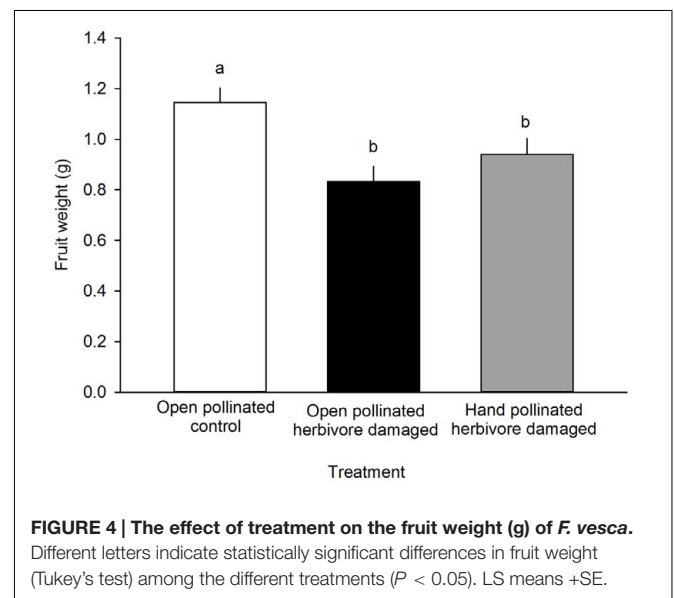 1.4
1.2
1.0
0.8
0.6
0.4
0.2
0.0
Fruit weight (g)
a
b
b
Open pollinated
control
Open pollinated
herbivore damaged
Hand pollinated
herbivore damaged
Treatment
FIGURE 4 | The effect of treatment on the fruit weight (g) of F. vesca.
Different letters indicate statistically significant differences in fruit weight
(Tukey's test) among the different treatments (P < 0.05). LS means +SE.